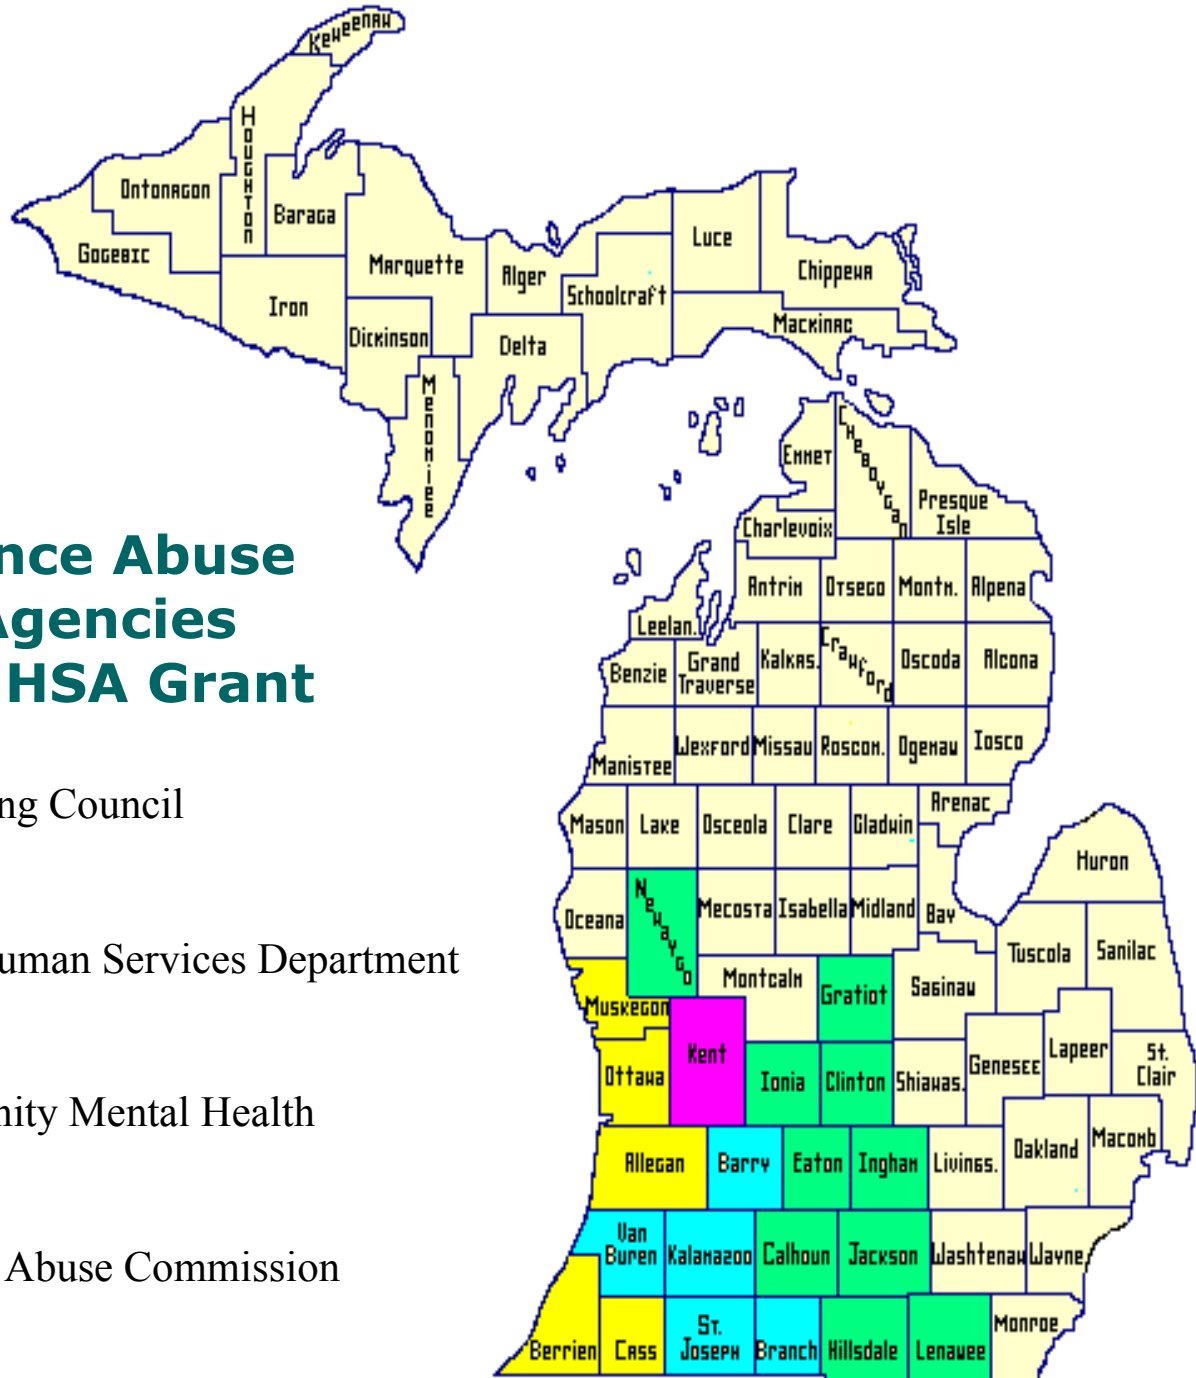 Keweenaw
Houghton
Ontonagon
Baraga
Gogebic
Luce
Marquette
Alger
Chippewa
Schoolcraft
Iron
Mackinac
Dickinson
Delta
Menomiee
Cheboygan
Emmet
Presque
Isle
Charlevoix
nce Abuse
Agencies
HSA Grant
Antrim
Otsego
Montm.
Alpena
Leelan.
Benzie
Grand
Traverse
Kalkas.
Crawford
Oscoda
Alcona
Manistee
Wexford
Missau
Roscom.
Ogemaw
Iosco
ng Council
Mason
Lake
Osceola
Clare
Gladwin
Arenac
Huron
Oceana
Newaygo
Mecosta
Isabella
Midland
Bay
Tuscola
Sanilac
uman Services Department
Muskegon
Montcalm
Gratiot
Saginaw
Ottawa
Kent
Ionia
Clinton
Shiawas.
Genesee
Lapeer
St.
Clair
nity Mental Health
Allegan
Barry
Eaton
Ingham
Livings.
Oakland
Macomb
Abuse Commission
Van
Buren
Kalamazoo
Calhoun
Jackson
Washtenaw
Wayne
Berrien
Cass
St.
Joseph
Branch
Hillsdale
Lenawee
Monroe